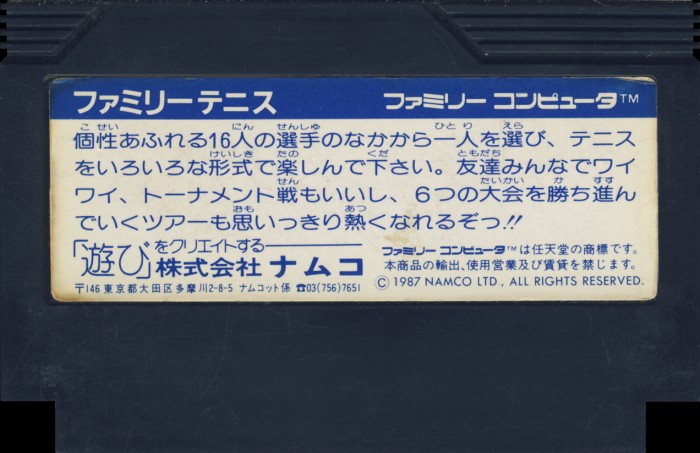 ファミリーテニス ファミリー コンピュータ™
個性あふれる16人の選手のなかから一人を選び、テニス
をいろいろな形式で楽しんで下さい。友達みんなでワイ
ワイ、トーナメント戦もいいし、6つの大会を勝ち進ん
でいくツアーも思いっきり熱くなれるぞっ!!
「遊び」をクリエイトする
株式会社 ナムコ
〒146 東京都大田区多摩川2-8-5 ナムコット係 ☎03(756)7651
ファミリー コンピュータ™は任天堂の商標です。
本商品の輸出、使用営業及び賃貸を禁じます。
©1987 NAMCO LTD., ALL RIGHTS RESERVED.